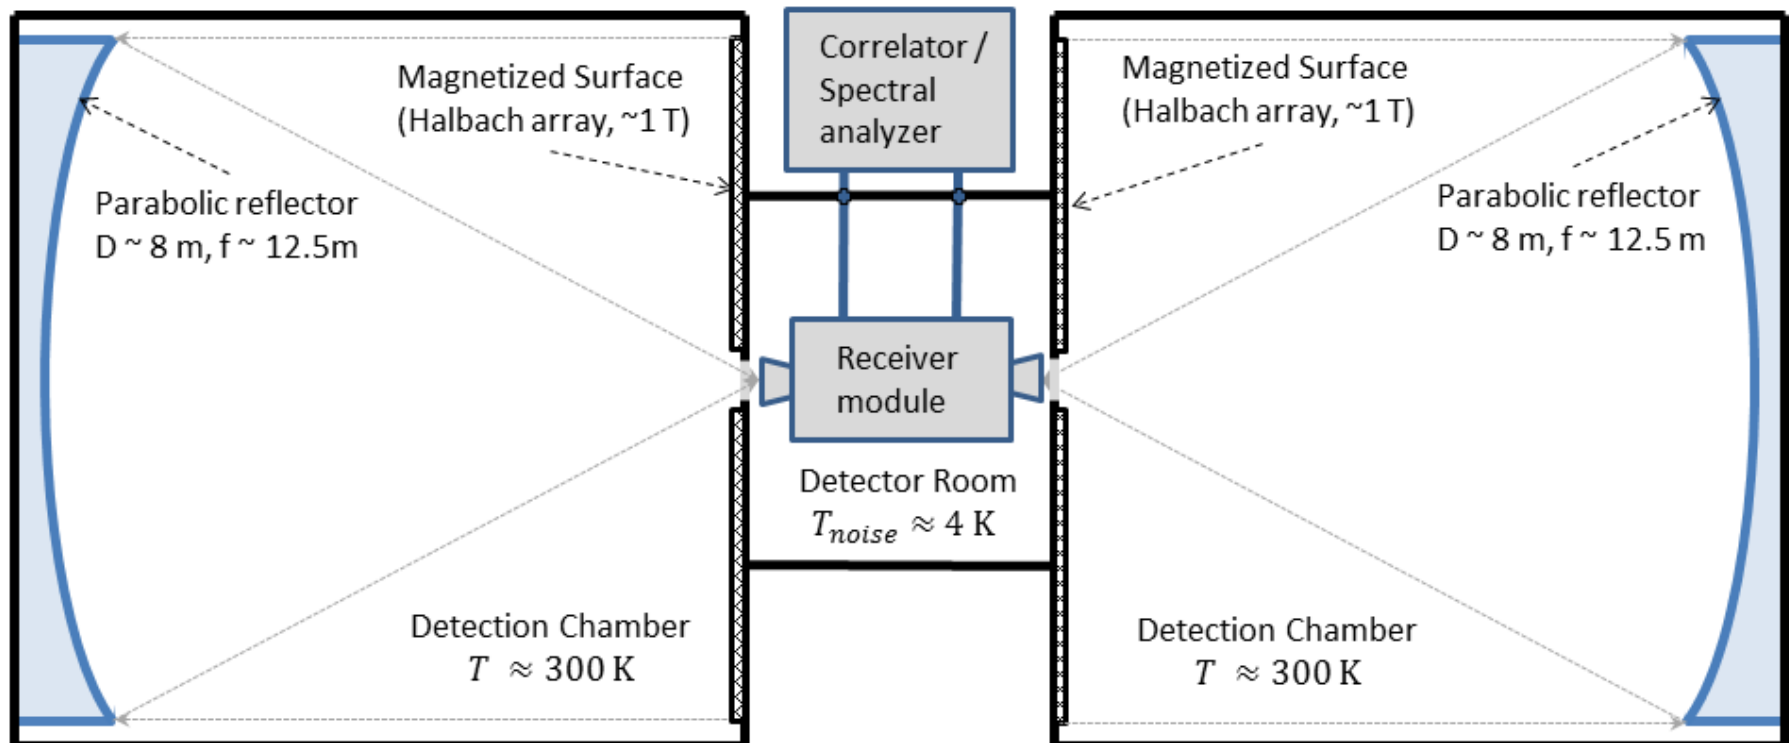 Magnetized Surface
(Halbach array, ~1 T)
Parabolic reflector
D ~ 8 m, f ~ 12.5m
Correlator /
Spectral
analyzer
Magnetized Surface
(Halbach array, ~1 T)
Parabolic reflector
D ~ 8 m, f ~ 12.5 m
Receiver
module
Detector Room
T_noise ≈ 4 K
Detection Chamber
T ≈ 300 K
Detection Chamber
T ≈ 300 K